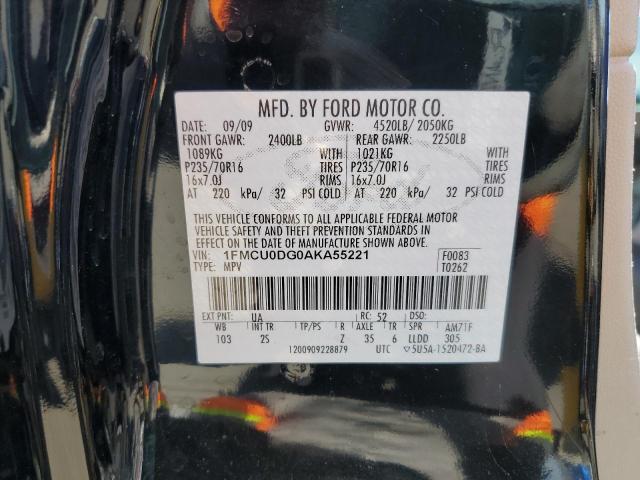 MFD. BY FORD MOTOR CO.
DATE: 09/09 GVWR: 4520LB/ 2050KG
FRONT GAWR: 2400LB REAR GAWR: 2250LB
1089KG WITH 1021KG WITH
P235/70R16 TIRES P235/70R16 TIRES
16x7.0J RIMS 16x7.0J RIMS
AT 220 kPa/ 32 PSI COLD AT 220 kPa/ 32 PSI COLD
THIS VEHICLE CONFORMS TO ALL APPLICABLE FEDERAL MOTOR
VEHICLE SAFETY AND THEFT PREVENTION STANDARDS IN
EFFECT ON THE DATE OF MANUFACTURE SHOWN ABOVE.
VIN: 1FMCU0DG0AKA55221 F0083
TYPE: MPV T0262
EXT PNT: UA RC: 52 DSO:
WB INT TR TP/PS R AXLE TR SPR AM71F
103 2S Z 35 6 LLDD 305
1200909228879 UTC 5U5A-1520472-BA